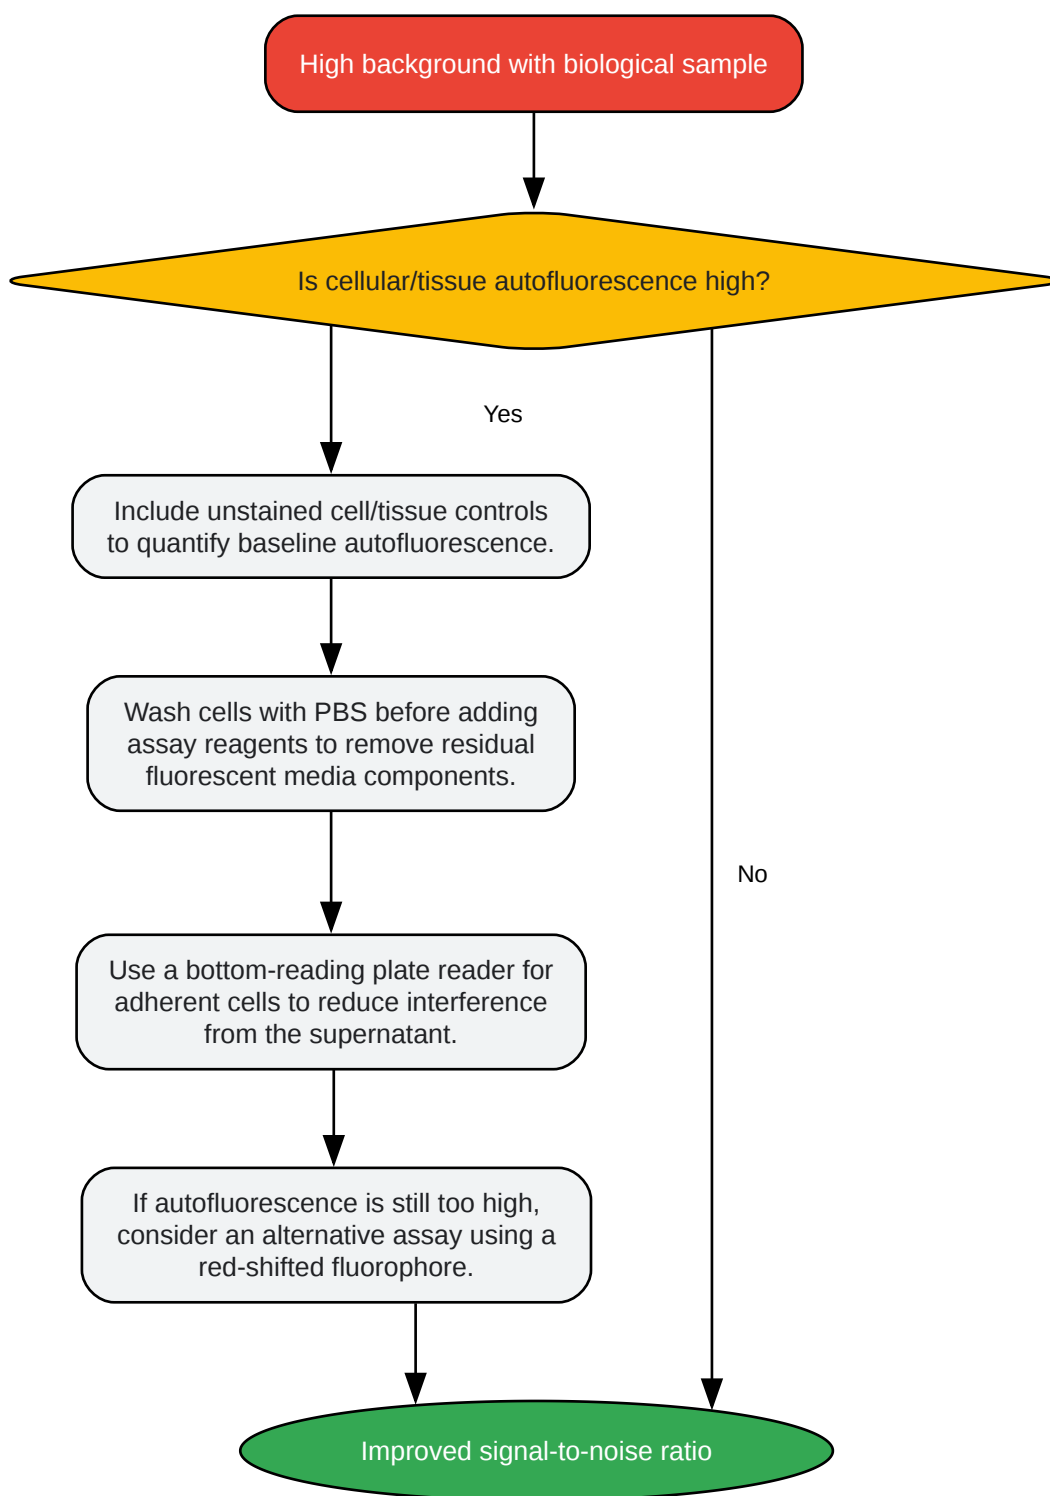 High background with biological sample
Is cellular/tissue autofluorescence high?
Yes
Include unstained cell/tissue controls
to quantify baseline autofluorescence.
Wash cells with PBS before adding
assay reagents to remove residual
fluorescent media components.
No
Use a bottom-reading plate reader for
adherent cells to reduce interference
from the supernatant.
If autofluorescence is still too high,
consider an alternative assay using a
red-shifted fluorophore.
Improved signal-to-noise ratio